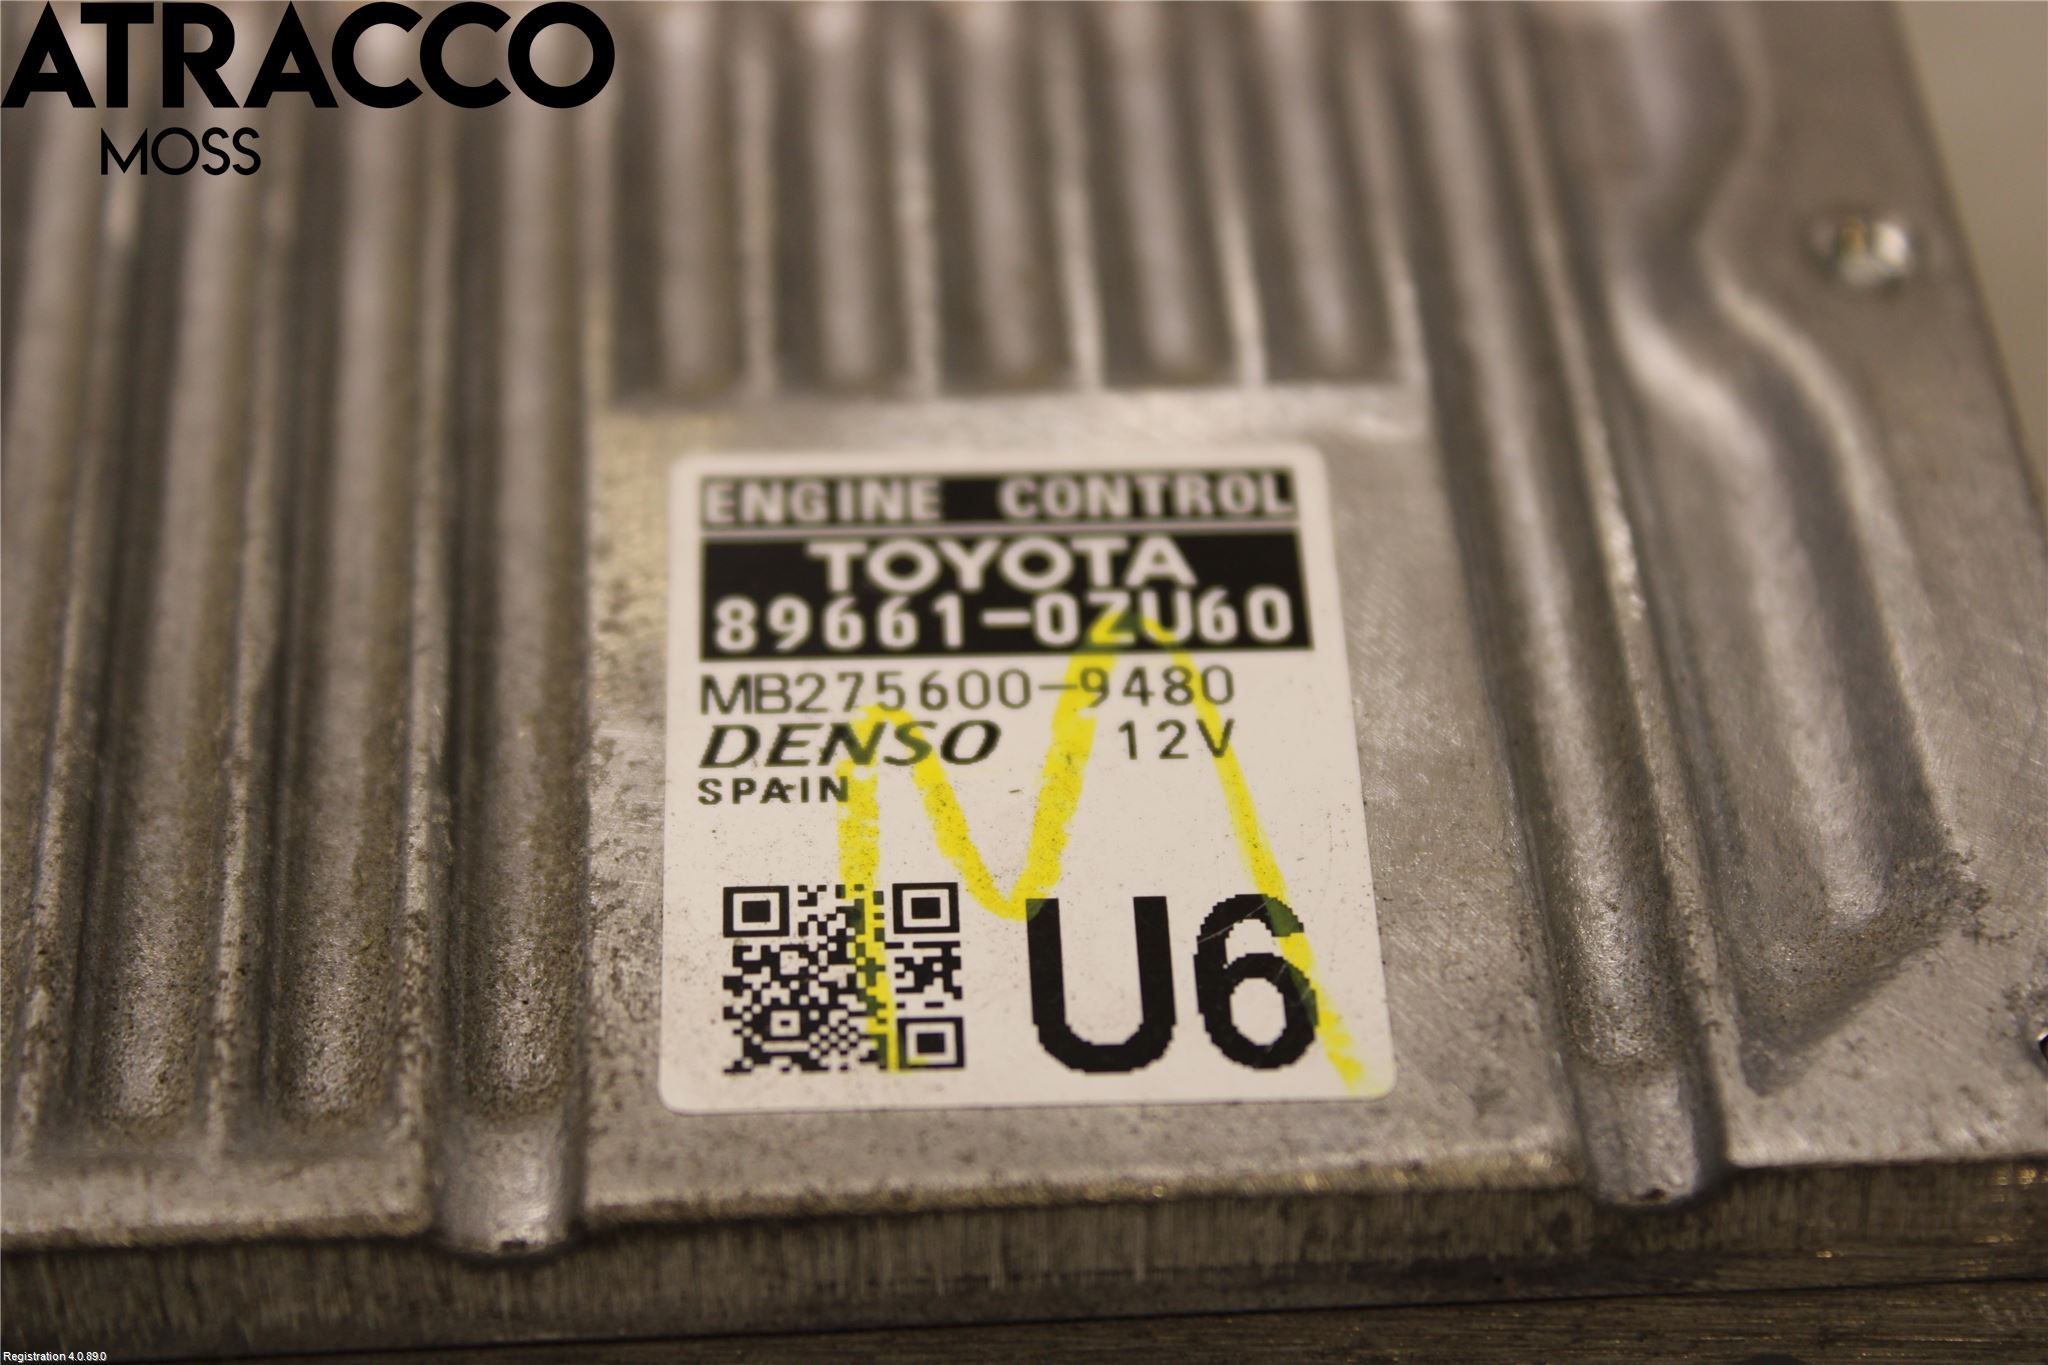 ATRACCO
MOSS
ENGINE CONTROL
TOYOTA
89661-0ZU60
MB275600-9480
DENSO 12V
SPAIN
U6
M
Registration 4.0.89.0